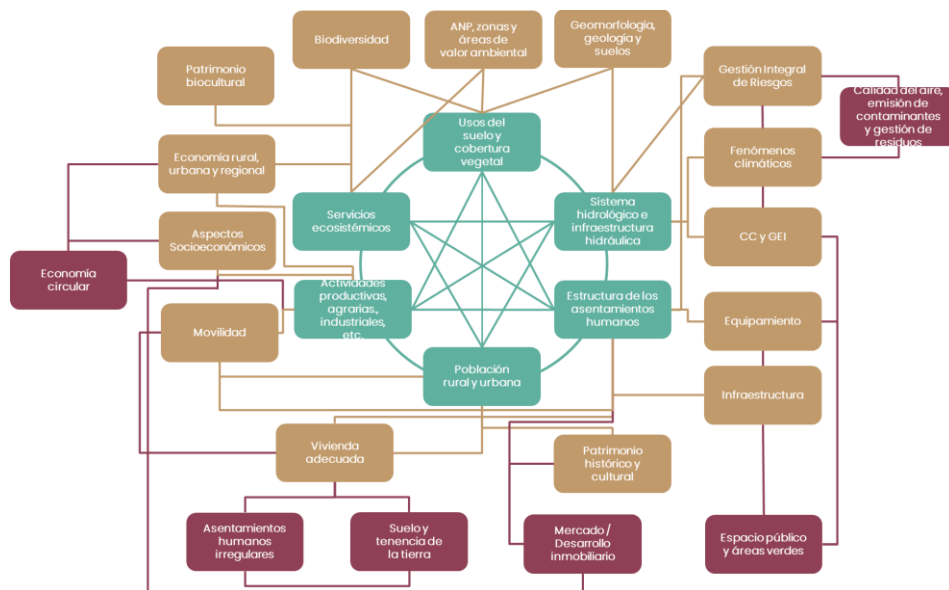 Biodiversidad
ANP, zonas y
áreas de
valor ambiental
Geomorfología,
geología y
suelos
Patrimonio
biocultural
Gestión Integral
de Riesgos
Calidad del aire,
emisión de
contaminantes
y gestión de
residuos
Usos del
suelo y
cobertura
vegetal
Economía rural,
urbana y regional
Fenómenos
climáticos
Servicios
ecosistémicos
Sistema
hidrológico e
infraestructura
hidráulica
Aspectos
Socioeconómicos
CC y GEI
Economía
circular
Actividades
productivas,
agrarias.,
industriales,
etc.
Estructura de los
asentamientos
humanos
Movilidad
Equipamiento
Población
rural y urbana
Infraestructura
Vivienda
adecuada
Patrimonio
histórico y
cultural
Asentamientos
humanos
irregulares
Suelo y
tenencia de
la tierra
Mercado /
Desarrollo
inmobiliario
Espacio público
y áreas verdes